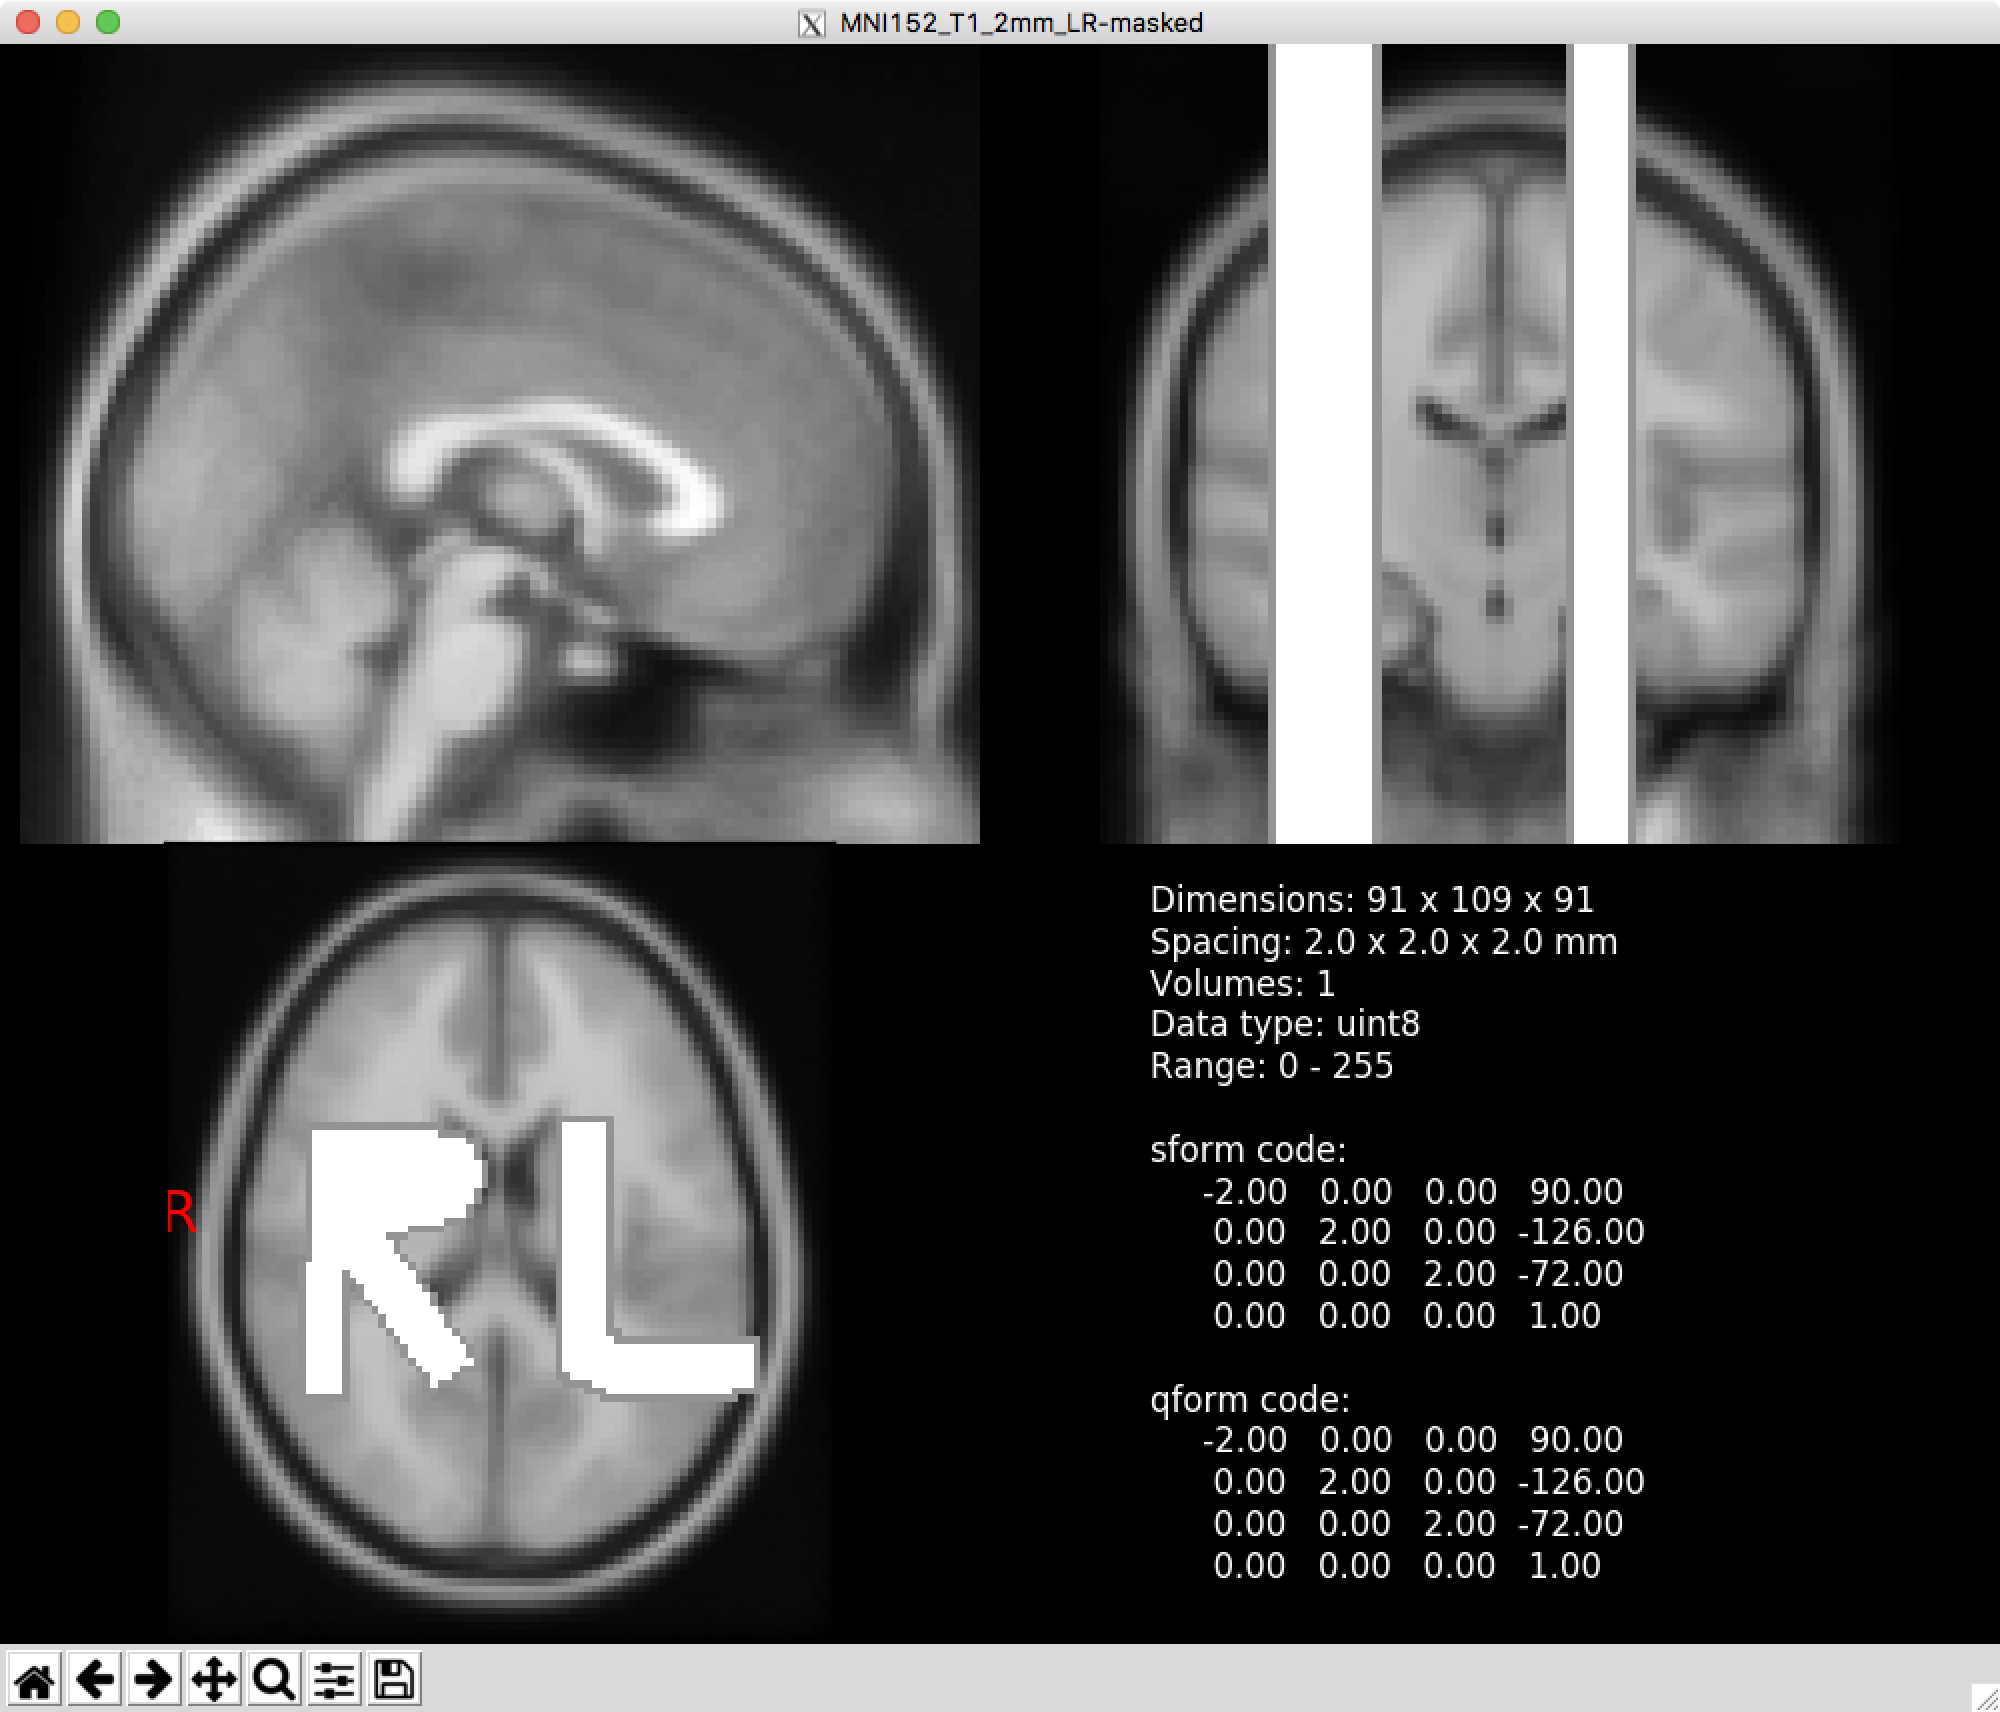 MNI152_T1_2mm_LR-masked
R
R L
Dimensions: 91 x 109 x 91
Spacing: 2.0 x 2.0 x 2.0 mm
Volumes: 1
Data type: uint8
Range: 0 - 255
sform code:
-2.00 0.00 0.00 90.00
0.00 2.00 0.00 -126.00
0.00 0.00 2.00 -72.00
0.00 0.00 0.00 1.00
qform code:
-2.00 0.00 0.00 90.00
0.00 2.00 0.00 -126.00
0.00 0.00 2.00 -72.00
0.00 0.00 0.00 1.00